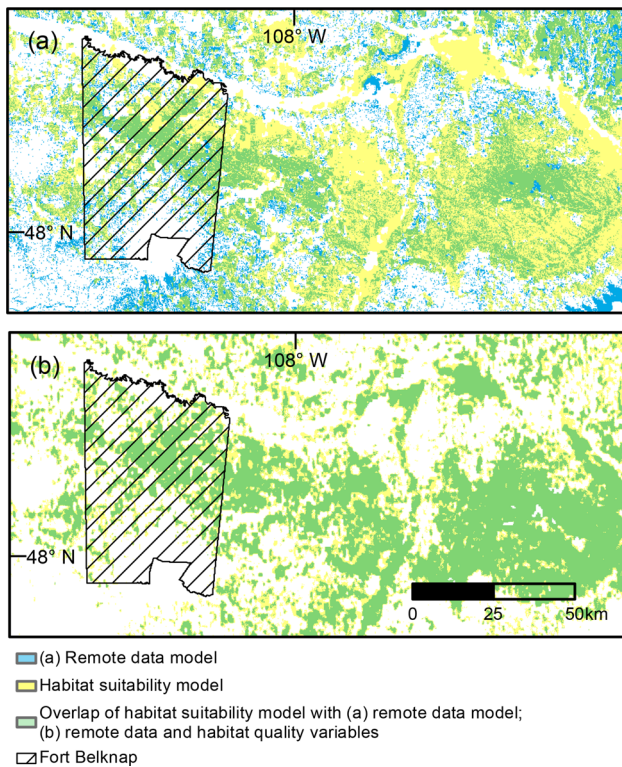 (a)
108° W
48° N
(b)
108° W
48° N
0 25 50km
(a) Remote data model
Habitat suitability model
Overlap of habitat suitability model with (a) remote data model;
(b) remote data and habitat quality variables
Fort Belknap